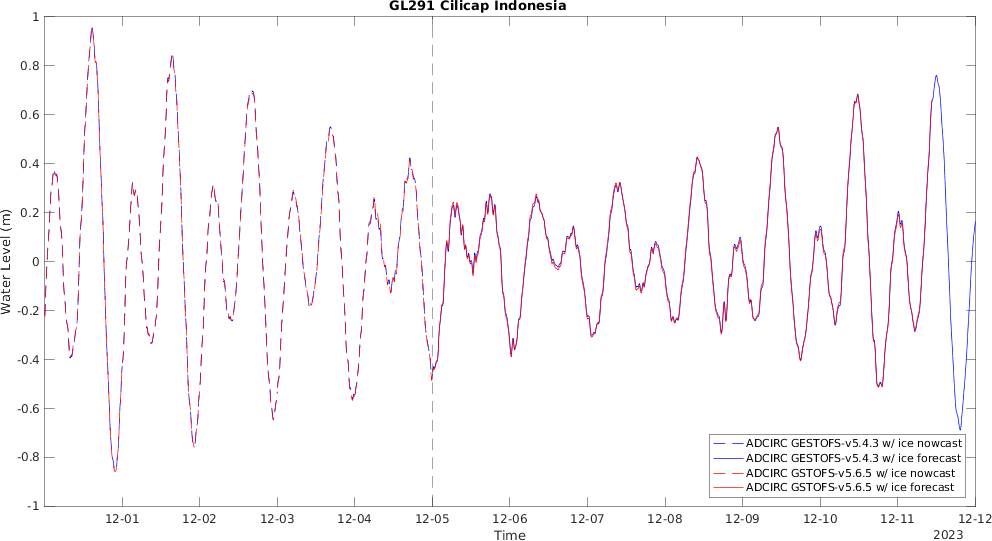 GL291 Cilicap Indonesia
1
0.8
0.6
0.4
0.2
0
-0.2
-0.4
-0.6
-0.8
-1
Water Level (m)
12-01 12-02 12-03 12-04 12-05 12-06 12-07 12-08 12-09 12-10 12-11 12-12
Time
2023
ADCIRC GESTOFS-v5.4.3 w/ ice nowcast
ADCIRC GESTOFS-v5.4.3 w/ ice forecast
ADCIRC GSTOFS-v5.6.5 w/ ice nowcast
ADCIRC GSTOFS-v5.6.5 w/ ice forecast